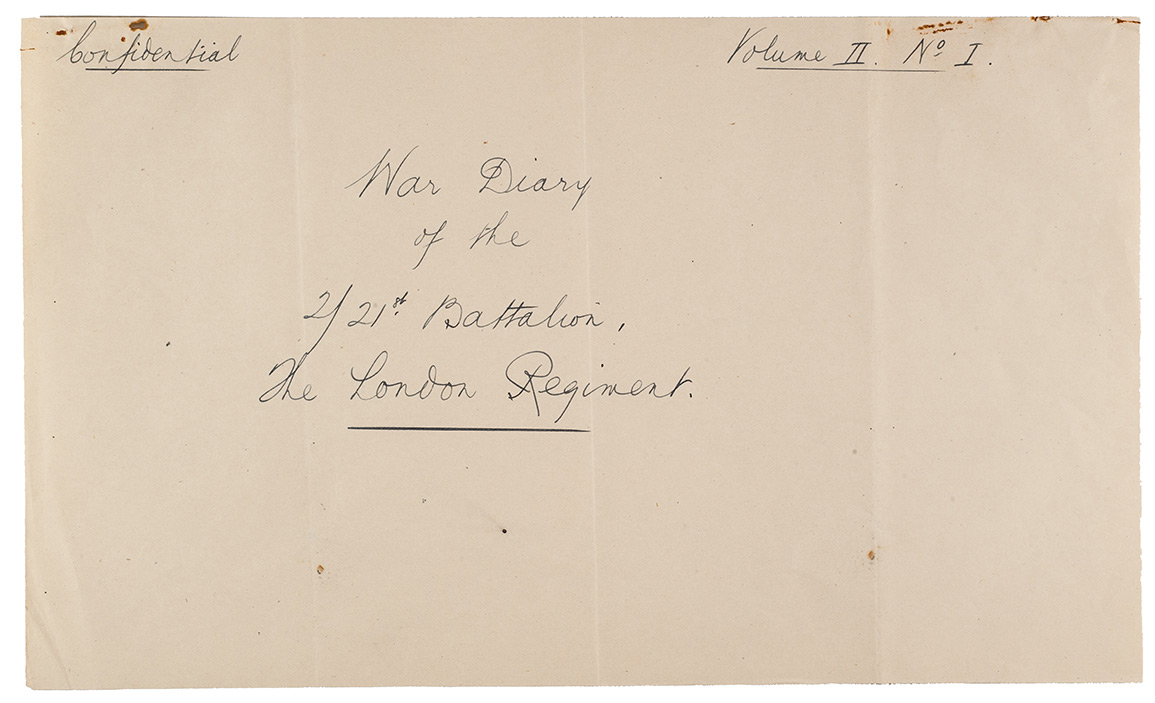 Confidential
Volume II. Nº I.
War Diary
of the
2/21st. Battalion,
The London Regiment.